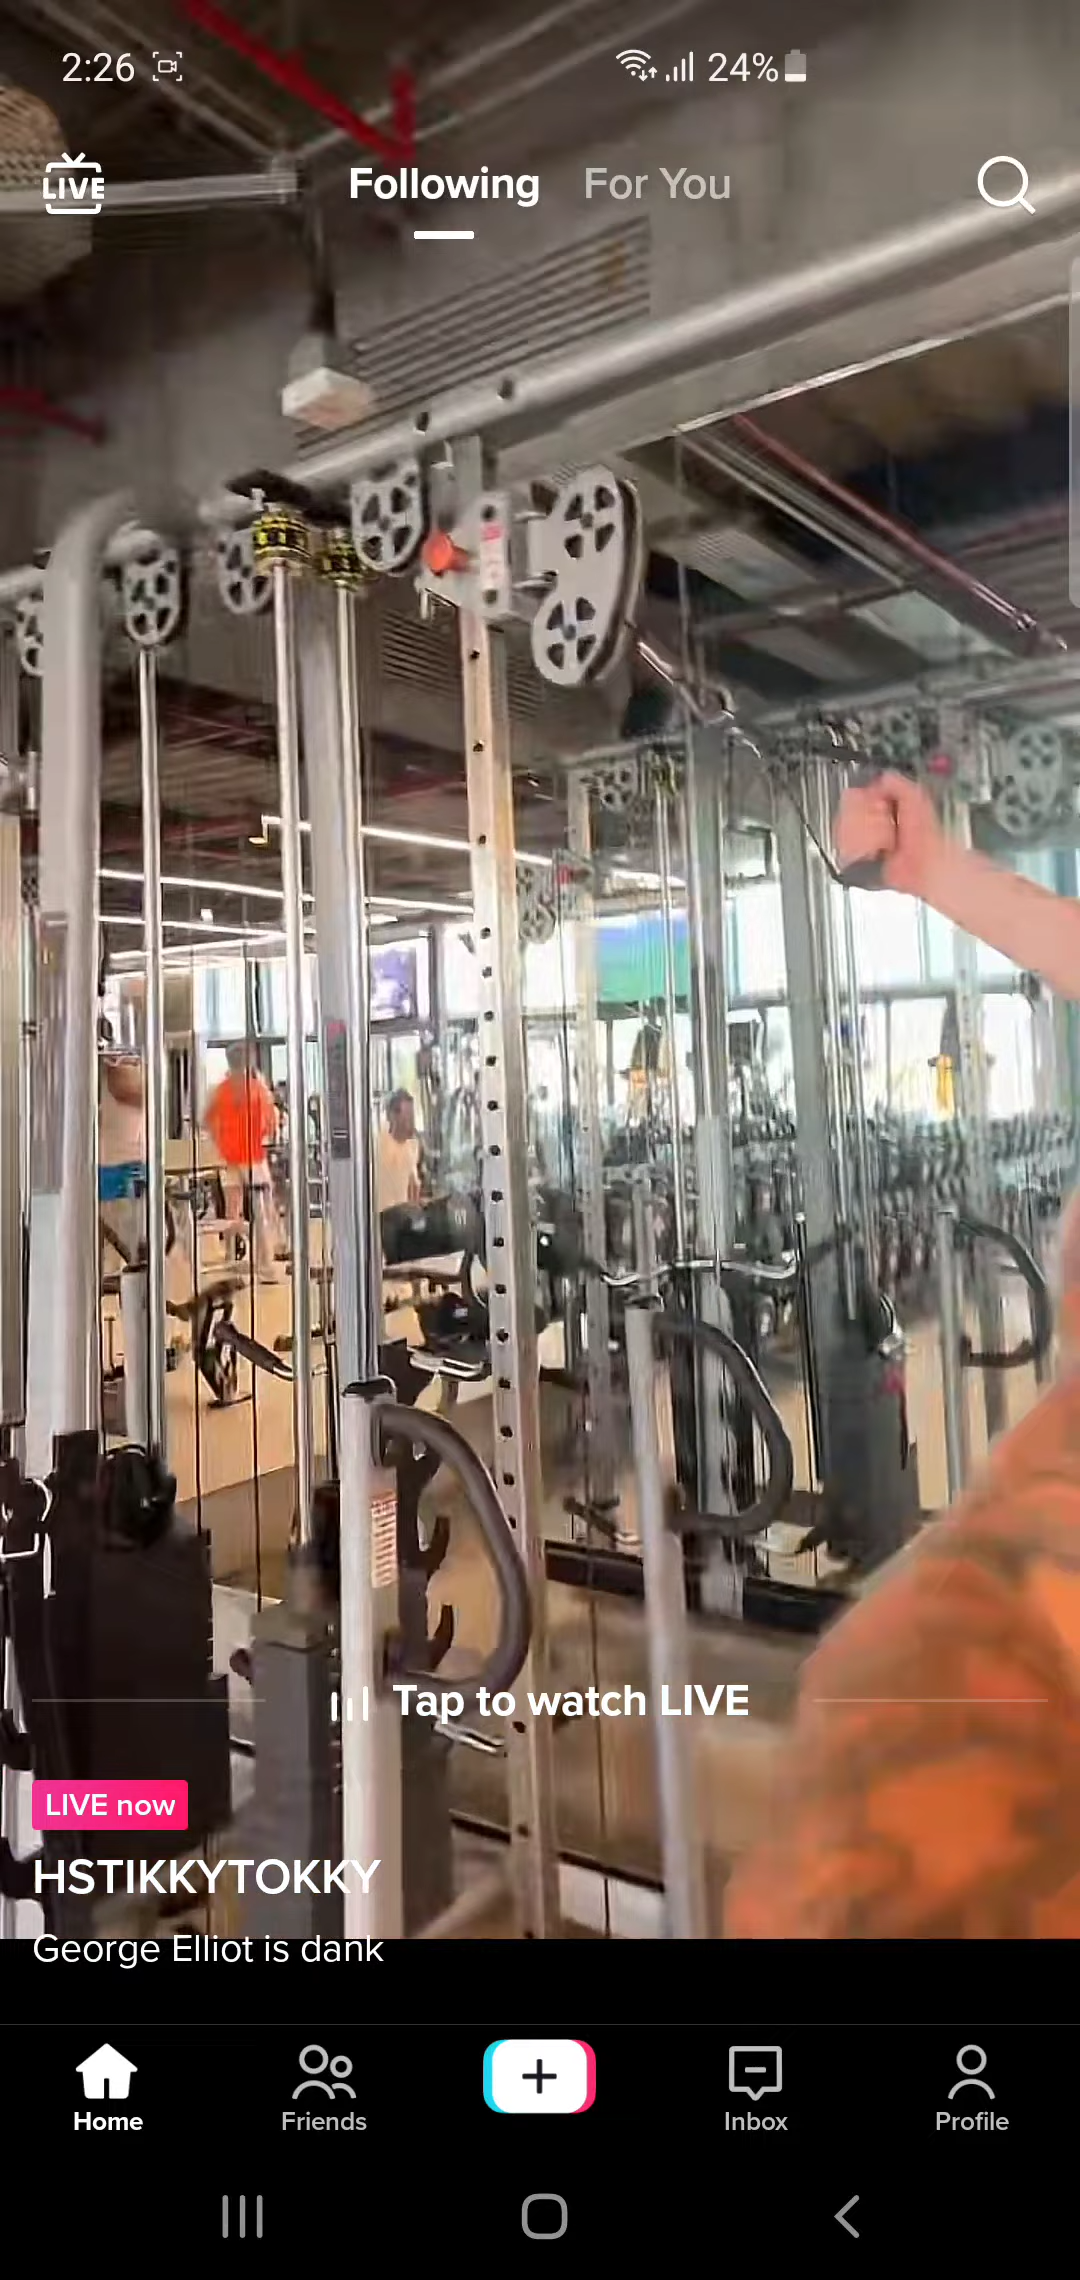 2:26
24%
LIVE
Following
For You
Tap to watch LIVE
LIVE now
HSTIKKYTOKKY
George Elliot is dank
Home
Friends
Inbox
Profile